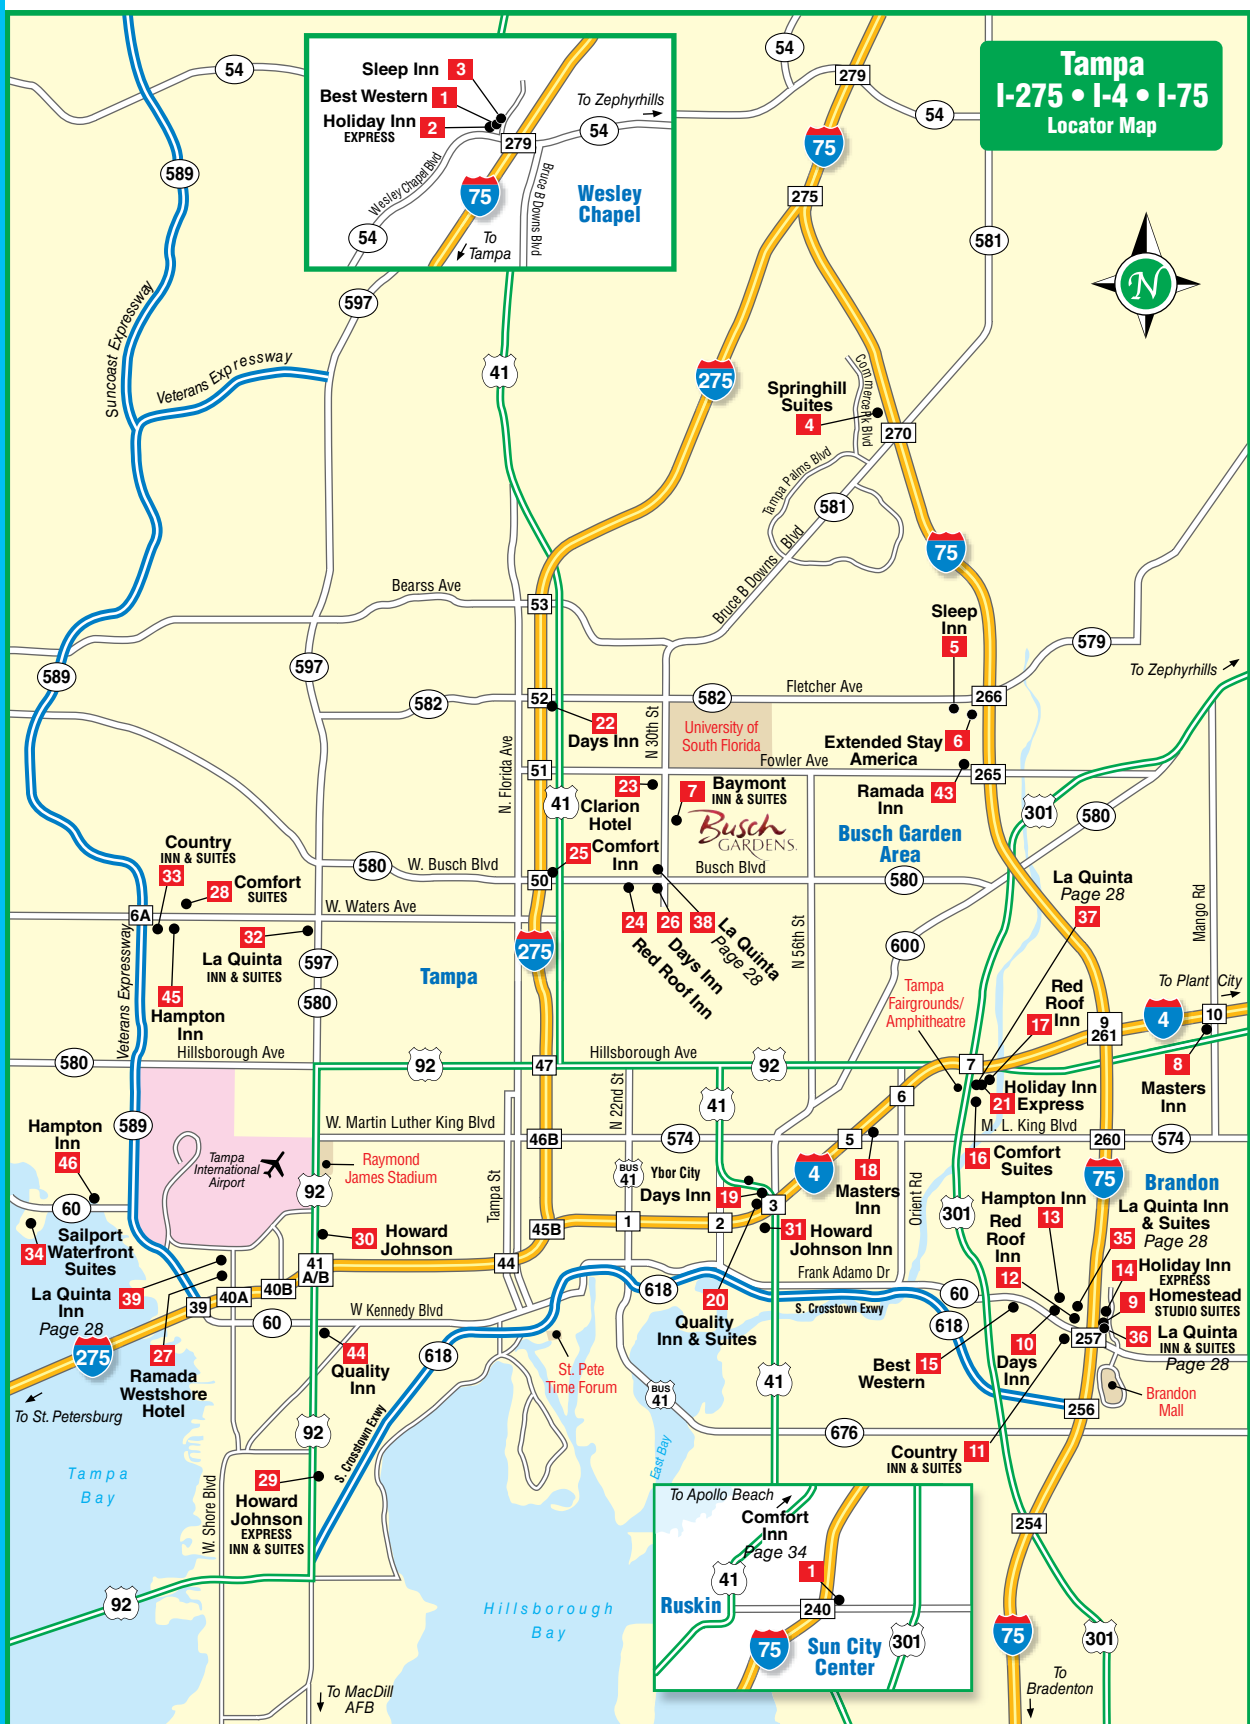 Tampa
I-275 • I-4 • I-75
Locator Map
54
54
279
54
Sleep Inn 3
Best Western 1
Holiday Inn 2
EXPRESS
To Zephyrhills
54
279
Wesley Chapel Blvd
Bruce B Downs Blvd
75
Wesley
Chapel
54
To
Tampa
589
75
275
581
N
597
Suncoast Expressway
Veterans Expressway
41
275
Springhill
Suites
4
Commerce Pk Blvd
270
Tampa Palms Blvd
581
Bruce B Downs Blvd
75
Bearss Ave
53
Sleep
Inn
5
579
To Zephyrhills
589
597
582
52
582
Fletcher Ave
266
22
Days Inn
N 30th St
University of
South Florida
Extended Stay 6
America
N. Florida Ave
51
Fowler Ave
265
23
Clarion
Hotel
7
Baymont
INN & SUITES
Ramada 43
Inn
41
301
580
Busch
GARDENS
Busch Garden
Area
Country
INN & SUITES
33
28
Comfort
SUITES
580
W. Busch Blvd
25
Comfort
Inn
50
Busch Blvd
580
La Quinta
Page 28
37
Mango Rd
6A
W. Waters Ave
32
La Quinta
INN & SUITES
24
Red Roof Inn
26
Days Inn
38
La Quinta
Page 28
N 56th St
600
Veterans Expressway
597
275
Tampa
45
Hampton
Inn
580
Tampa
Fairgrounds/
Amphitheatre
Red
Roof
Inn
17
9
261
4
To Plant City
10
Hillsborough Ave
580
92
47
Hillsborough Ave
92
7
8
Masters
Inn
Holiday Inn
Express
21
6
41
N 22nd St
W. Martin Luther King Blvd
46B
574
5
M. L. King Blvd
260
574
589
Hampton
Inn
46
Tampa
International
Airport
Raymond
James Stadium
92
BUS
41
Ybor City
Days Inn 19
4
18
Masters
Inn
16
Comfort
Suites
75
Brandon
60
34
Sailport
Waterfront
Suites
Tampa St
Orient Rd
Hampton Inn
13
La Quinta Inn
& Suites
Page 28
35
301
Red
Roof
Inn
12
30
Howard
Johnson
45B
1
2
3
31
Howard
Johnson Inn
41
A/B
44
Frank Adamo Dr
14
Holiday Inn
EXPRESS
La Quinta
Inn
39
Page 28
40A
40B
39
60
W Kennedy Blvd
618
20
Quality
Inn & Suites
S. Crosstown Exwy
60
618
9
Homestead
STUDIO SUITES
257
36
La Quinta
INN & SUITES
Page 28
275
27
Ramada
Westshore
Hotel
44
Quality
Inn
618
St. Pete
Time Forum
10
Days
Inn
Best
Western
15
41
BUS
41
Brandon
Mall
To St. Petersburg
256
92
S. Crosstown Exwy
676
Country
INN & SUITES
11
Tampa
Bay
East Bay
29
Howard
Johnson
EXPRESS
INN & SUITES
W. Shore Blvd
To Apollo Beach
Comfort
Inn
Page 34
1
41
254
92
Ruskin
240
Hillsborough
Bay
75
Sun City
Center
301
75
301
To MacDill
AFB
To
Bradenton